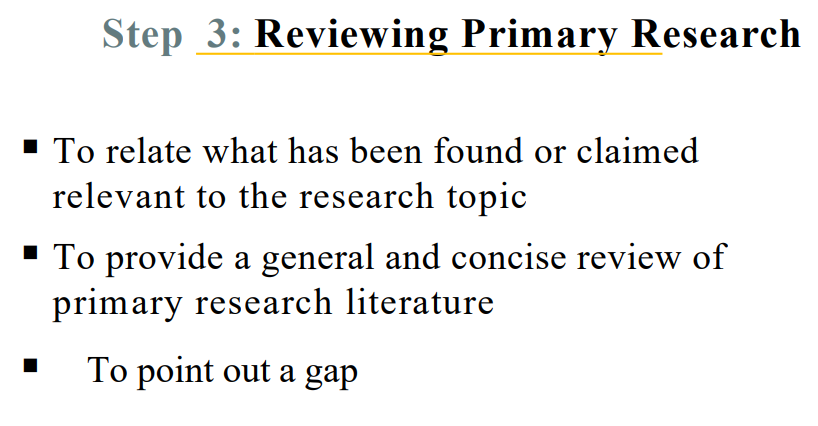 Step 3: Reviewing Primary Research
▪ To relate what has been found or claimed
relevant to the research topic
▪ To provide a general and concise review of
primary research literature
▪ To point out a gap